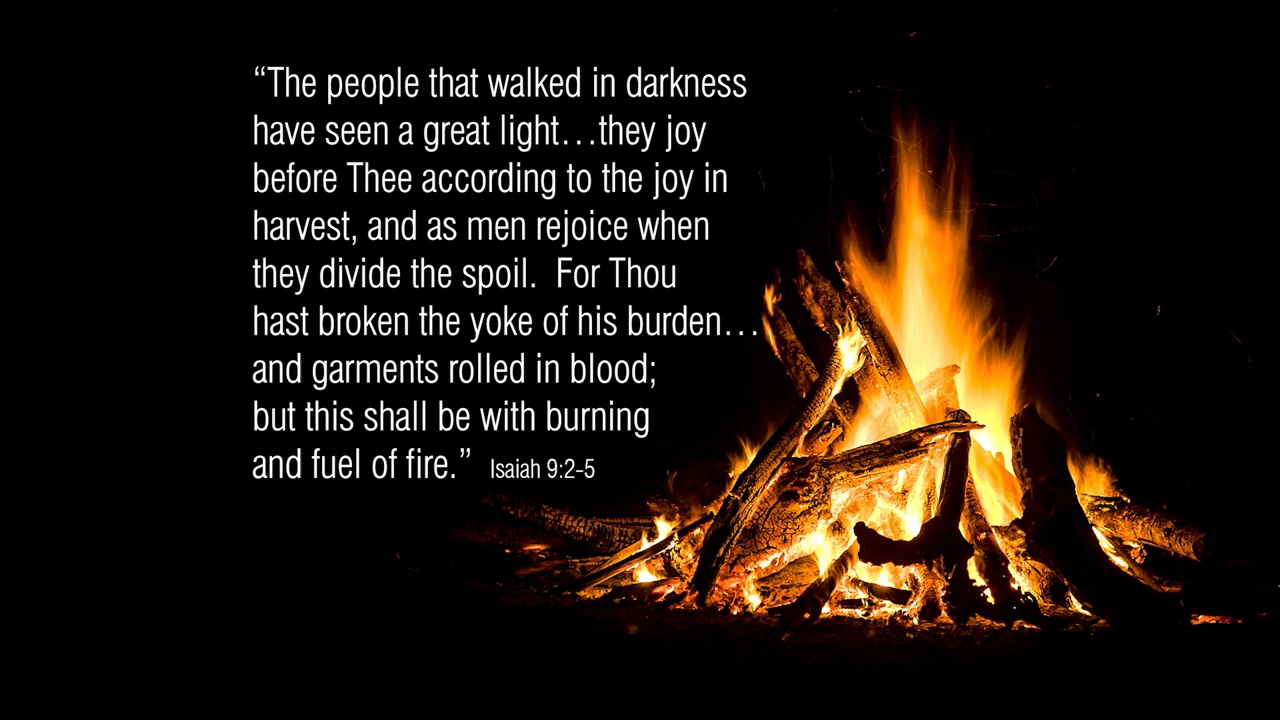 “The people that walked in darkness
have seen a great light…they joy
before Thee according to the joy in
harvest, and as men rejoice when
they divide the spoil.  For Thou
hast broken the yoke of his burden…
and garments rolled in blood;
but this shall be with burning
and fuel of fire.”  Isaiah 9:2-5